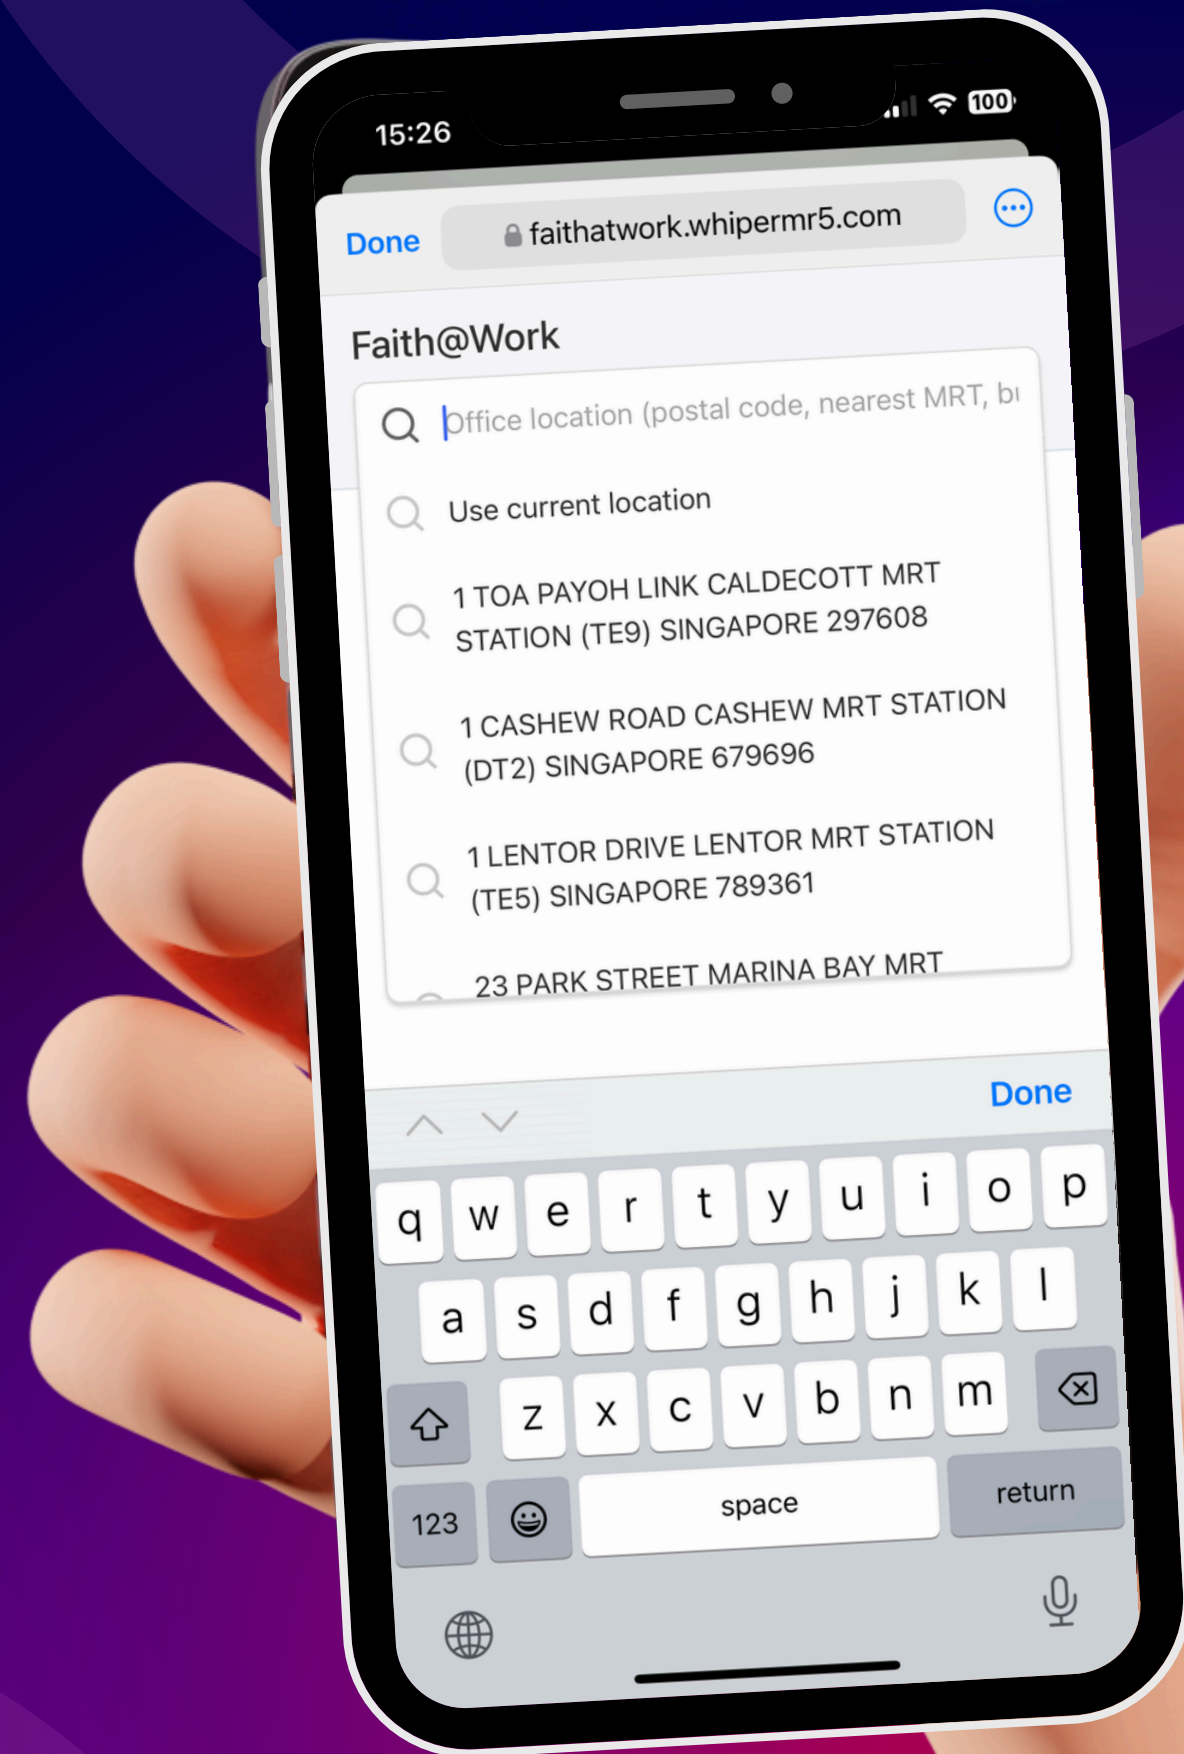 15:26
100
Done
faithatwork.whipermr5.com
Faith@Work
Office location (postal code, nearest MRT,
Use current location
1 TOA PAYOH LINK CALDECOTT MRT
STATION (TE9) SINGAPORE 297608
1 CASHEW ROAD CASHEW MRT STATION
(DT2) SINGAPORE 679696
1 LENTOR DRIVE LENTOR MRT STATION
(TE5) SINGAPORE 789361
23 PARK STREET MARINA BAY MRT
Done
q w e r t y u i o p
a s d f g h j k l
z x c v b n m
123 space return